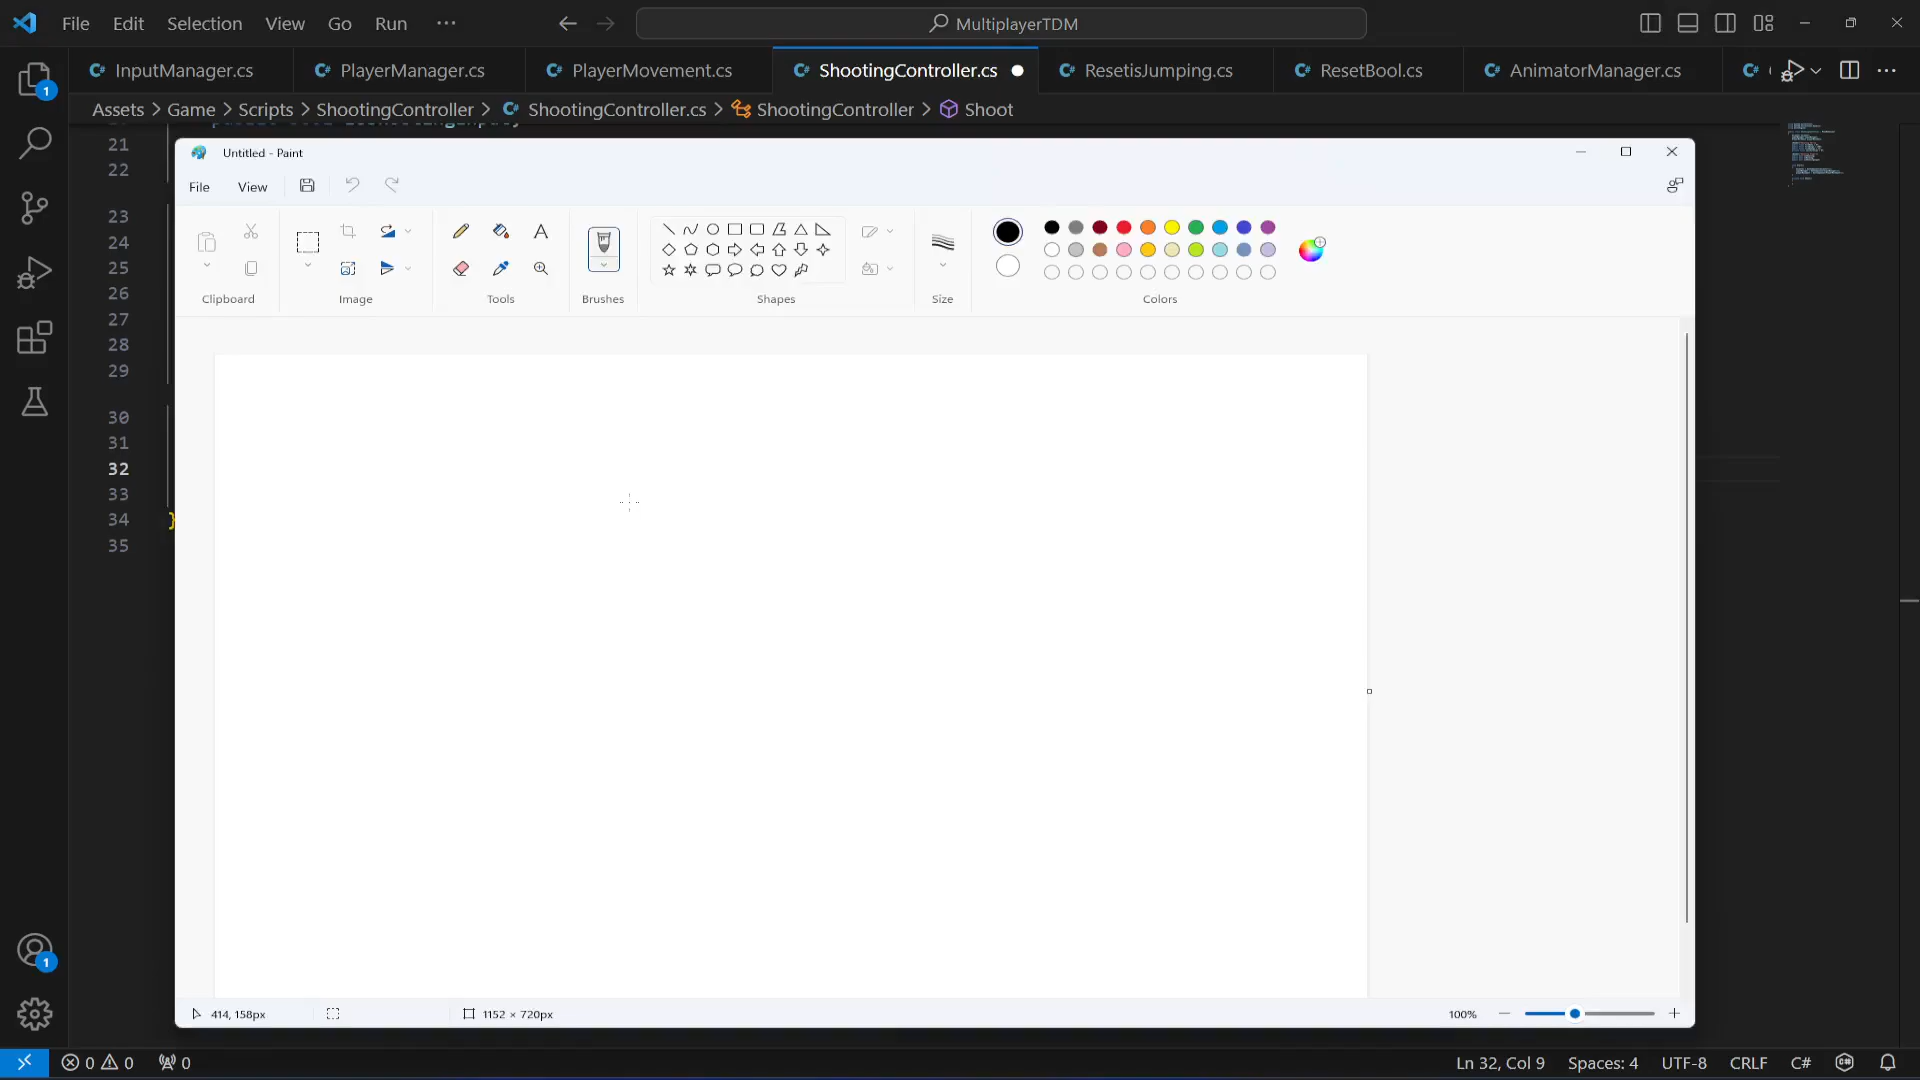 File Edit Selection View Go Run ··· MultiplayerTDM
InputManager.cs PlayerManager.cs PlayerMovement.cs ShootingController.cs ResetisJumping.cs ResetBool.cs AnimatorManager.cs
Assets > Game > Scripts > ShootingController > ShootingController.cs > ShootingController > Shoot
21
Untitled - Paint
22
File View
23
24
25
26
Clipboard Image Tools Brushes Shapes Size Colors
27
28
29
30
31
32
33
34 }
35
1
1
414, 158px 1152 × 720px 100%
0 0 0 Ln 32, Col 9 Spaces: 4 UTF-8 CRLF C#